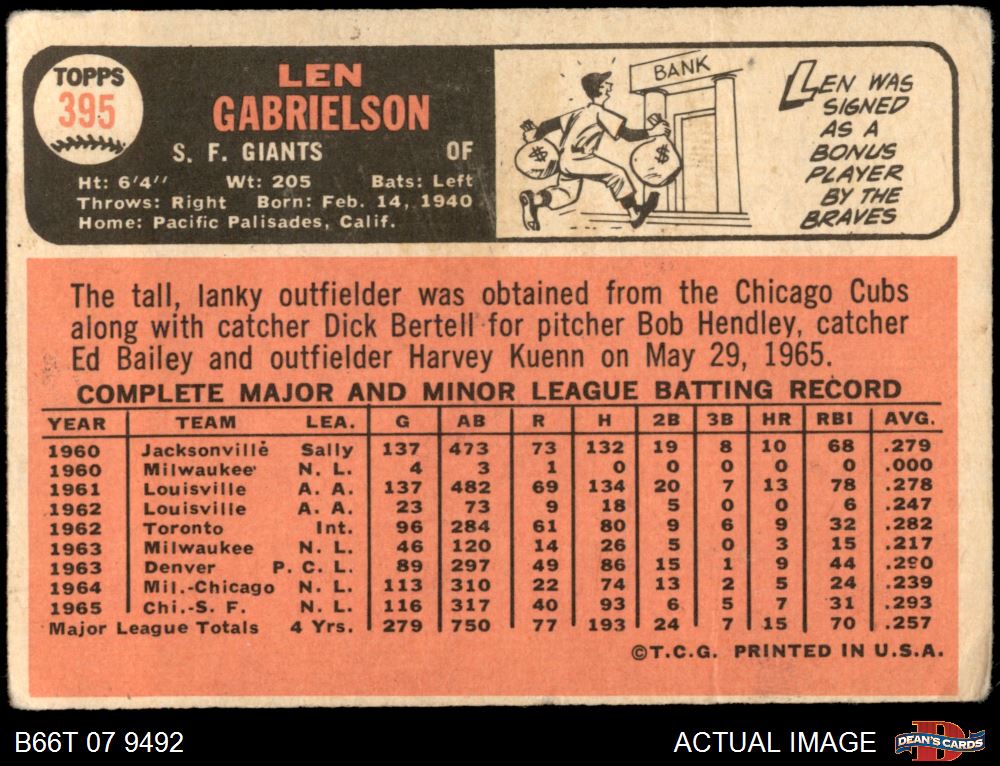 TOPPS
395
LEN
GABRIELSON
S. F. GIANTS OF
Ht: 6'4" Wt: 205 Bats: Left
Throws: Right Born: Feb. 14, 1940
Home: Pacific Palisades, Calif.
BANK
$ $
LEN WAS
SIGNED
AS A
BONUS
PLAYER
BY THE
BRAVES
The tall, lanky outfielder was obtained from the Chicago Cubs
along with catcher Dick Bertell for pitcher Bob Hendley, catcher
Ed Bailey and outfielder Harvey Kuenn on May 29, 1965.
COMPLETE MAJOR AND MINOR LEAGUE BATTING RECORD
YEAR TEAM LEA. G AB R H 2B 3B HR RBI AVG.
1960 Jacksonville Sally 137 473 73 132 19 8 10 68 .279
1960 Milwaukee N. L. 4 3 1 0 0 0 0 0 .000
1961 Louisville A. A. 137 482 69 134 20 7 13 78 .278
1962 Louisville A. A. 23 73 9 18 5 0 0 6 .247
1962 Toronto Int. 96 284 61 80 9 6 9 32 .282
1963 Milwaukee N. L. 46 120 14 26 5 0 3 15 .217
1963 Denver P. C. L. 89 297 49 86 15 1 9 44 .290
1964 Mil.-Chicago N. L. 113 310 22 74 13 2 5 24 .239
1965 Chi.-S. F. N. L. 116 317 40 93 6 5 7 31 .293
Major League Totals 4 Yrs. 279 750 77 193 24 7 15 70 .257
©T.C.G. PRINTED IN U.S.A.
B66T 07 9492
ACTUAL IMAGE
D
DEAN'S CARDS